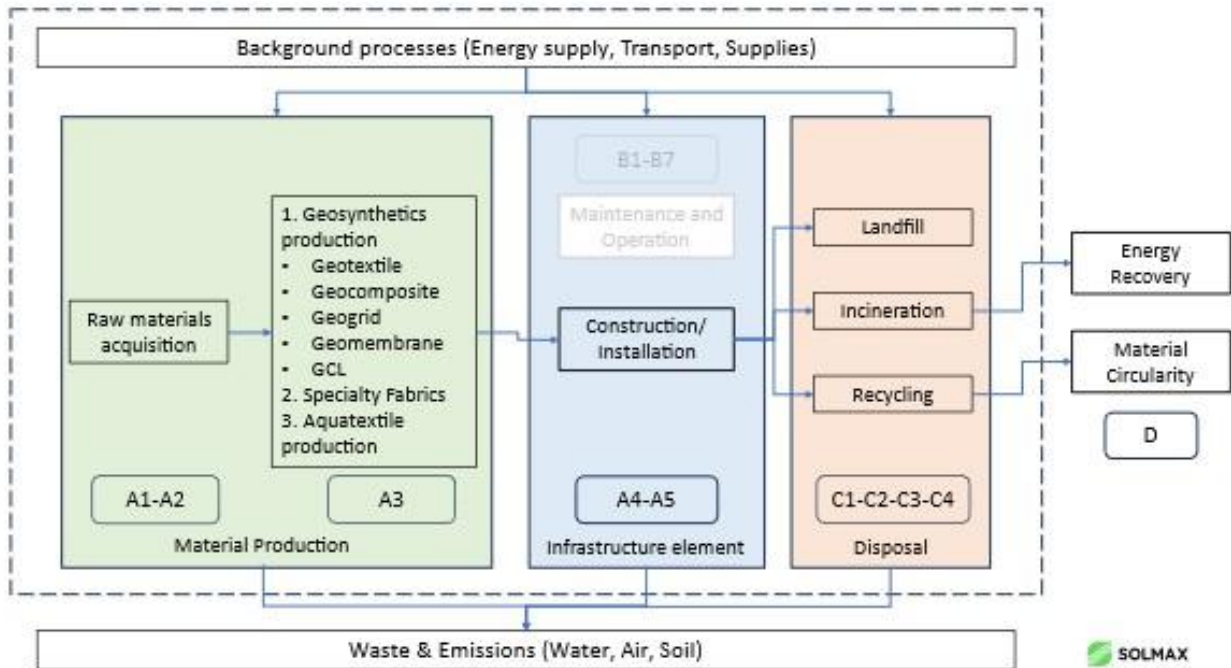 Background processes (Energy supply, Transport, Supplies)
B1-B7
Maintenance and
Operation
1. Geosynthetics
production
• Geotextile
• Geocomposite
• Geogrid
• Geomembrane
• GCL
2. Specialty Fabrics
3. Aquatextile
production
Raw materials
acquisition
Construction/
Installation
Landfill
Incineration
Recycling
Energy
Recovery
Material
Circularity
D
A1-A2
A3
A4-A5
C1-C2-C3-C4
Material Production
Infrastructure element
Disposal
Waste & Emissions (Water, Air, Soil)
SOLMAX